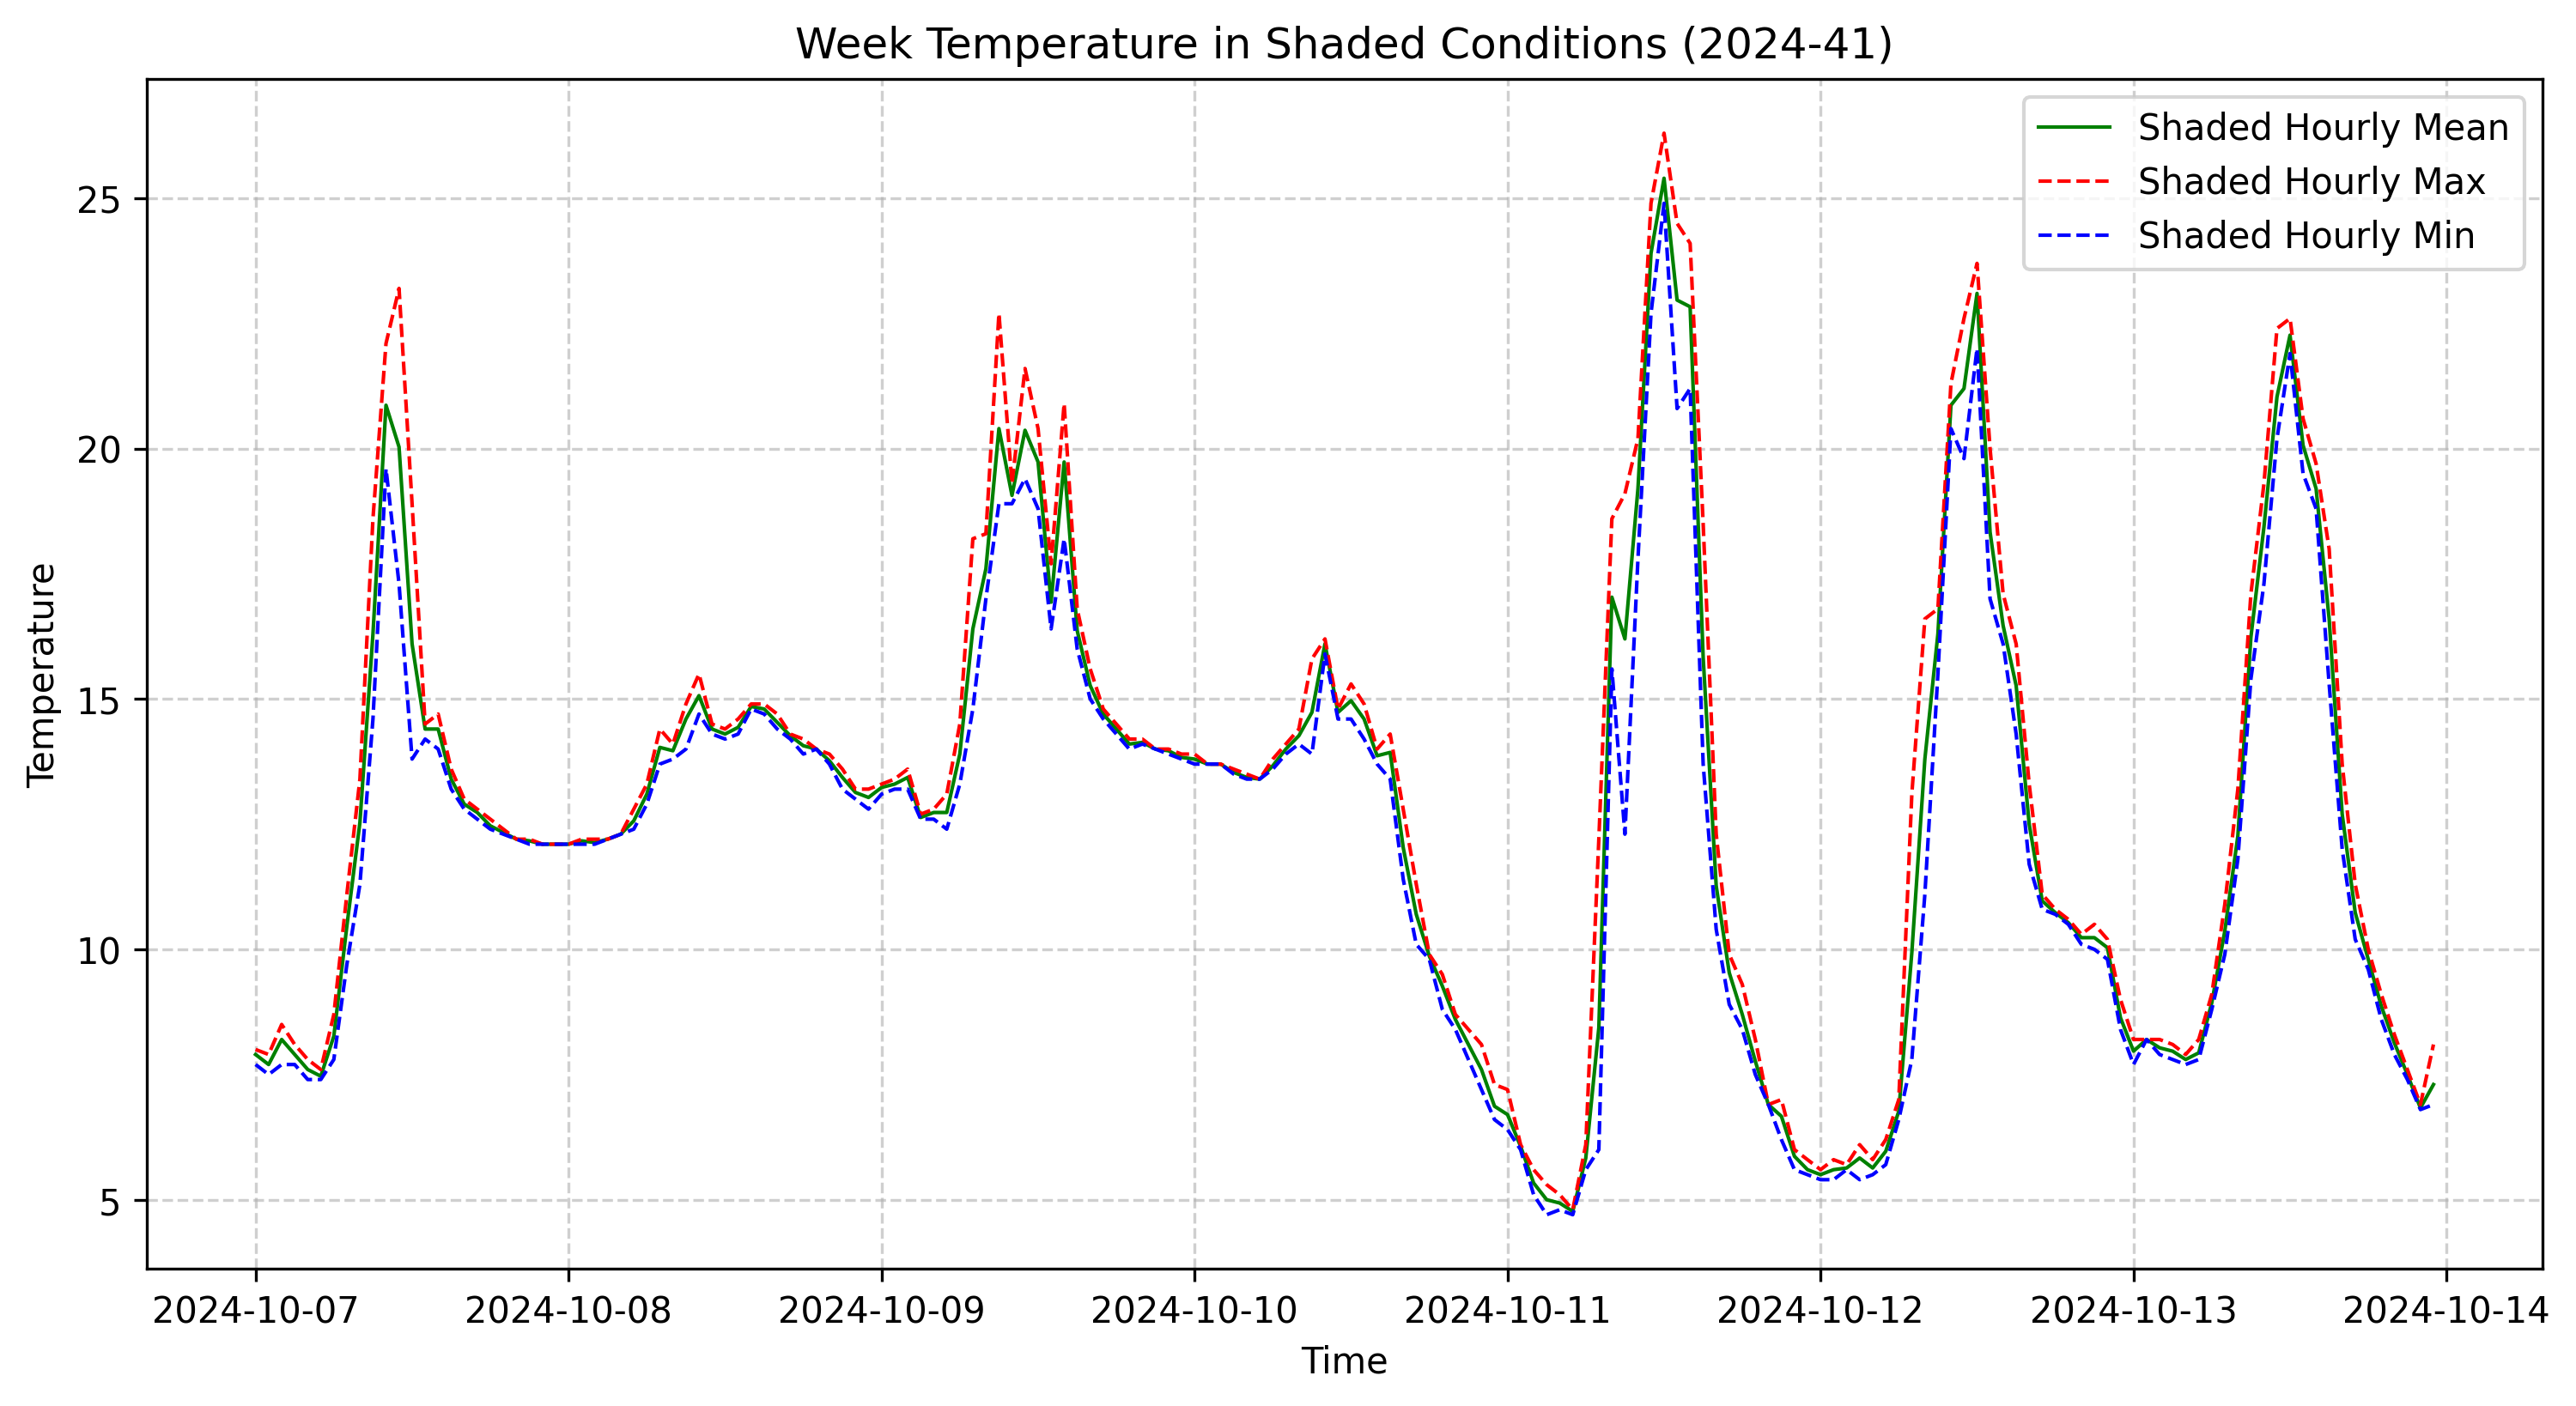 Week Temperature in Shaded Conditions (2024-41)
Shaded Hourly Mean
Shaded Hourly Max
Shaded Hourly Min
Temperature
25
20
15
10
5
2024-10-07 2024-10-08 2024-10-09 2024-10-10 2024-10-11 2024-10-12 2024-10-13 2024-10-14
Time